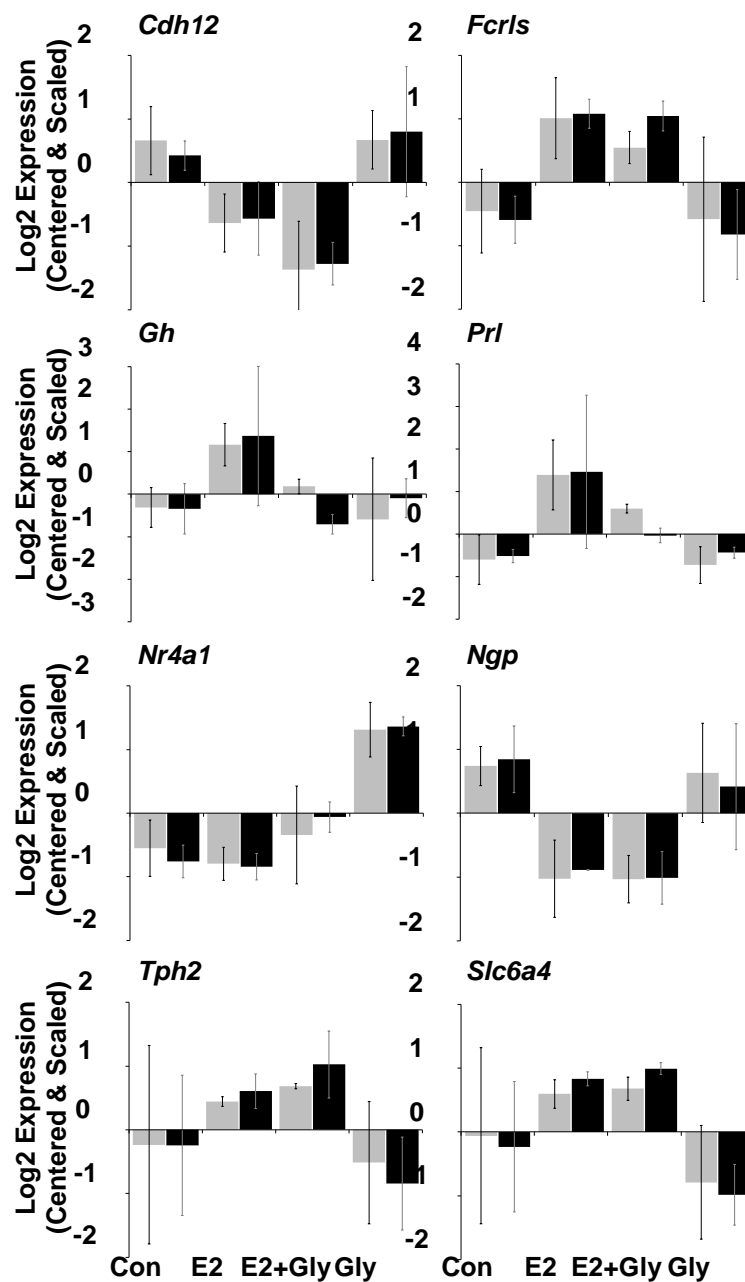 Cdh12
Fcrls
Log2 Expression
(Centered & Scaled)
2
1
0
-1
-2
2
1
0
-1
-2
Gh
Prl
Log2 Expression
(Centered & Scaled)
3
2
1
0
-1
-2
-3
4
3
2
1
0
-1
-2
Nr4a1
Ngp
Log2 Expression
(Centered & Scaled)
2
1
0
-1
-2
2
0
-1
-2
Tph2
Slc6a4
Log2 Expression
(Centered & Scaled)
2
1
0
-1
-2
2
1
0
-1
-2
Con E2 E2+Gly Gly
Con E2 E2+Gly Gly